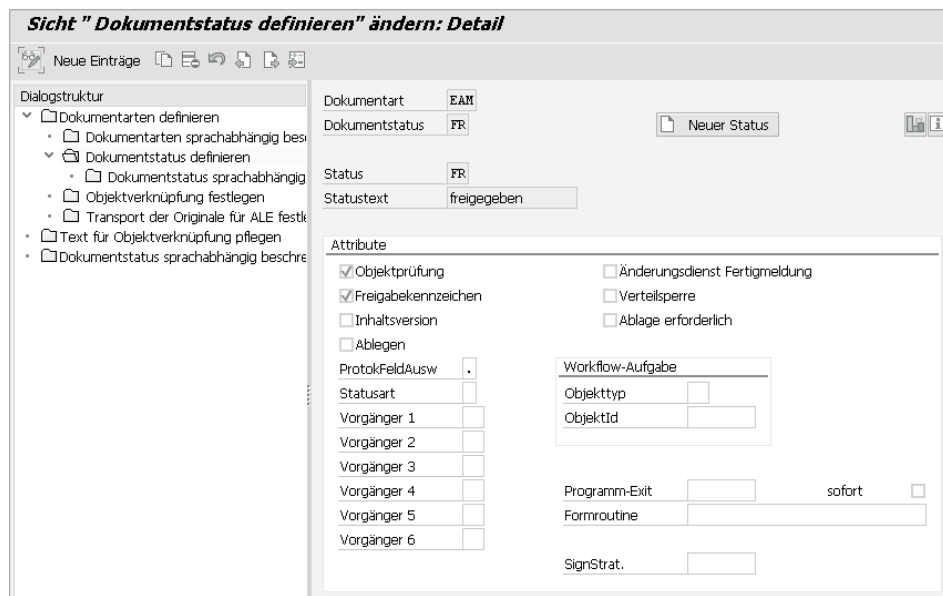 Sicht " Dokumentstatus definieren" ändern: Detail
Neue Einträge
Dialogstruktur
Dokumentarten definieren
Dokumentarten sprachabhängig bes
Dokumentstatus definieren
Dokumentstatus sprachabhängig
Objektverknüpfung festlegen
Transport der Originale für ALE festle
Text für Objektverknüpfung pflegen
Dokumentstatus sprachabhängig beschre
Dokumentart EAM
Dokumentstatus FR Neuer Status
Status FR
Statustext freigegeben
Attribute
Objektprüfung Änderungsdienst Fertigmeldung
Freigabekennzeichen Verteilsperre
Inhaltsversion Ablage erforderlich
Ablegen
ProtokFeldAusw . Workflow-Aufgabe
Statusart Objekttyp
Vorgänger 1 ObjektId
Vorgänger 2
Vorgänger 3
Vorgänger 4 Programm-Exit sofort
Vorgänger 5 Formroutine
Vorgänger 6
SignStrat.